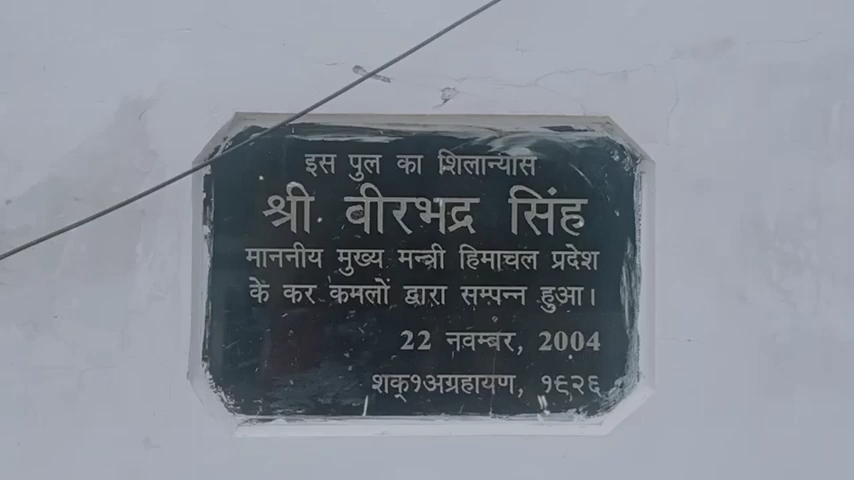 इस पुल का शिलान्यास
श्री वीरभद्र सिंह
माननीय मुख्य मन्त्री हिमाचल प्रदेश
के कर कमलों द्वारा सम्पन्न हुआ।
22 नवम्बर, 2004
शक्१अग्रहायण, १९२६